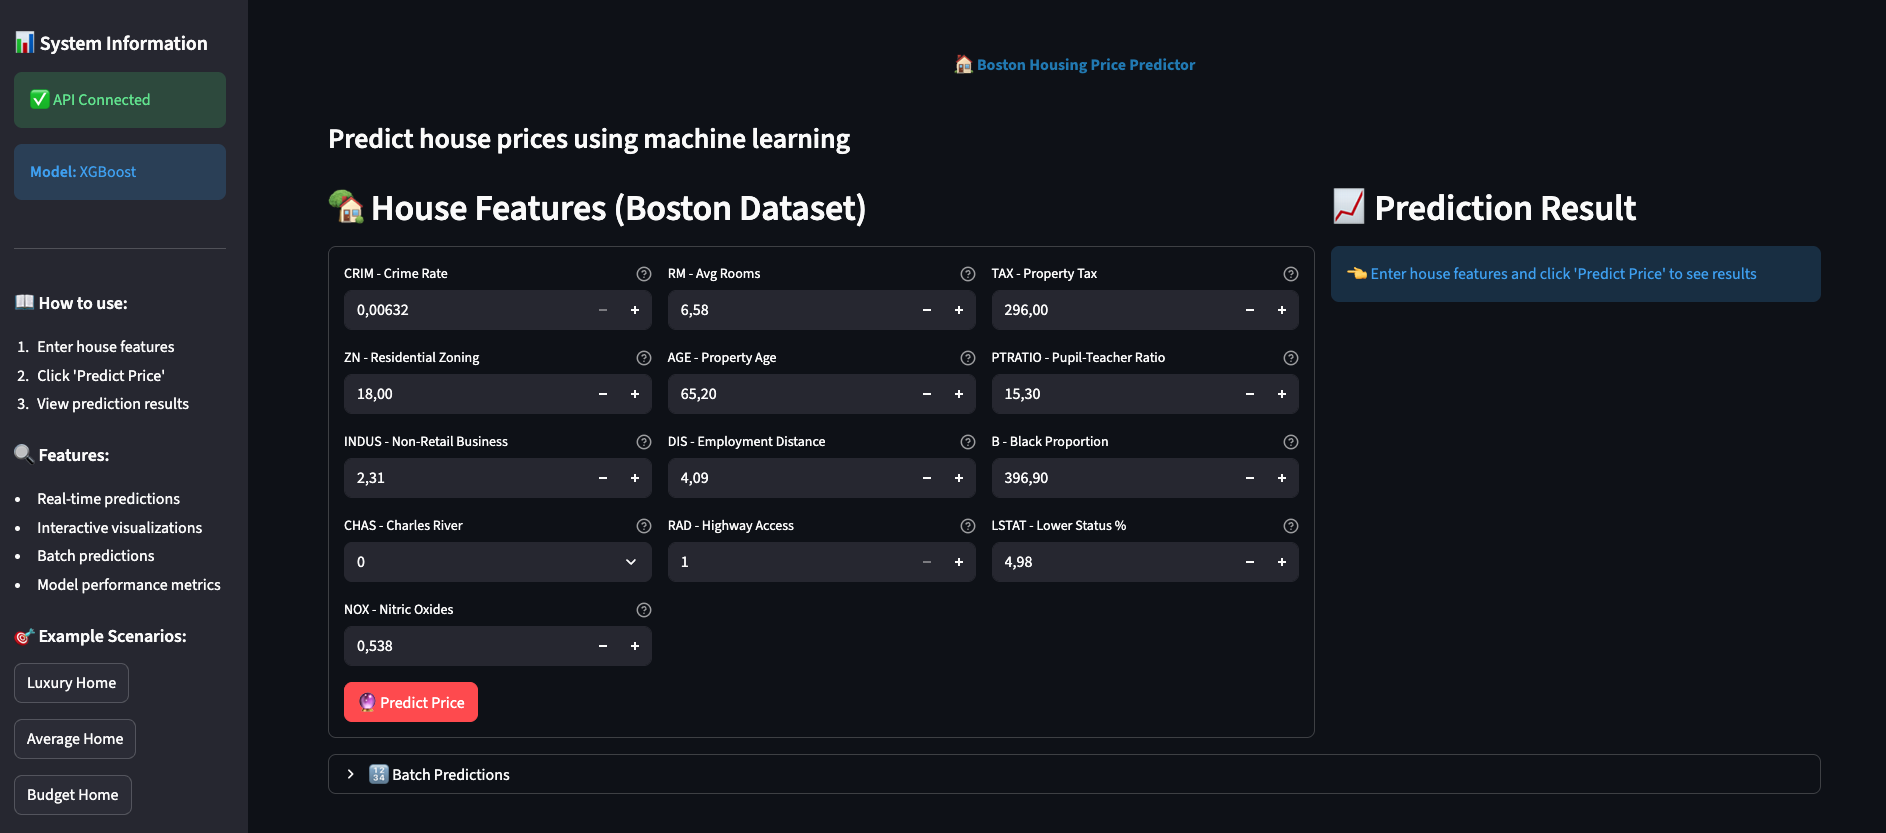 System Information
API Connected
Model: XGBoost
How to use:
1. Enter house features
2. Click 'Predict Price'
3. View prediction results
Features:
• Real-time predictions
• Interactive visualizations
• Batch predictions
• Model performance metrics
Example Scenarios:
Luxury Home
Average Home
Budget Home
Boston Housing Price Predictor
Predict house prices using machine learning
House Features (Boston Dataset)
CRIM - Crime Rate
0,00632
RM - Avg Rooms
6,58
TAX - Property Tax
296,00
ZN - Residential Zoning
18,00
AGE - Property Age
65,20
PTRATIO - Pupil-Teacher Ratio
15,30
INDUS - Non-Retail Business
2,31
DIS - Employment Distance
4,09
B - Black Proportion
396,90
CHAS - Charles River
0
RAD - Highway Access
1
LSTAT - Lower Status %
4,98
NOX - Nitric Oxides
0,538
Predict Price
Prediction Result
Enter house features and click 'Predict Price' to see results
1234 Batch Predictions